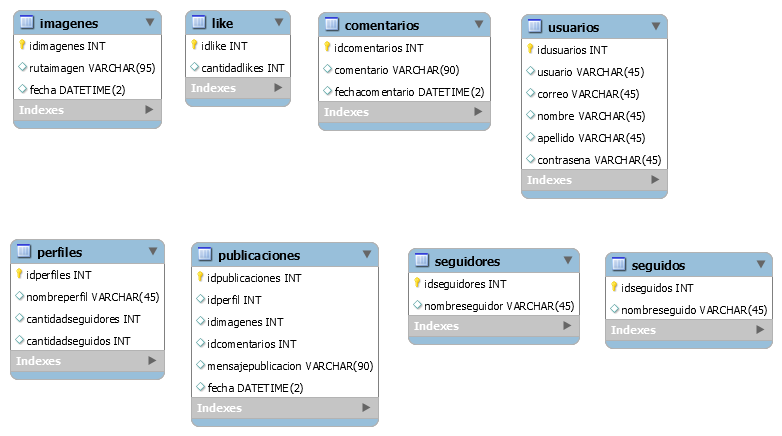 imagenes
idimagenes INT
rutaimagen VARCHAR(95)
fecha DATETIME(2)
Indexes
like
idlike INT
cantidadlikes INT
Indexes
comentarios
idcomentarios INT
comentario VARCHAR(90)
fechacomentario DATETIME(2)
Indexes
usuarios
idusuarios INT
usuario VARCHAR(45)
correo VARCHAR(45)
nombre VARCHAR(45)
apellido VARCHAR(45)
contrasena VARCHAR(45)
Indexes
perfiles
idperfiles INT
nombreperfil VARCHAR(45)
cantidadseguidores INT
cantidadseguidos INT
Indexes
publicaciones
idpublicaciones INT
idperfil INT
idimagenes INT
idcomentarios INT
mensajepublicacion VARCHAR(90)
fecha DATETIME(2)
Indexes
seguidores
idseguidores INT
nombreseguidor VARCHAR(45)
Indexes
seguidos
idseguidos INT
nombreseguido VARCHAR(45)
Indexes